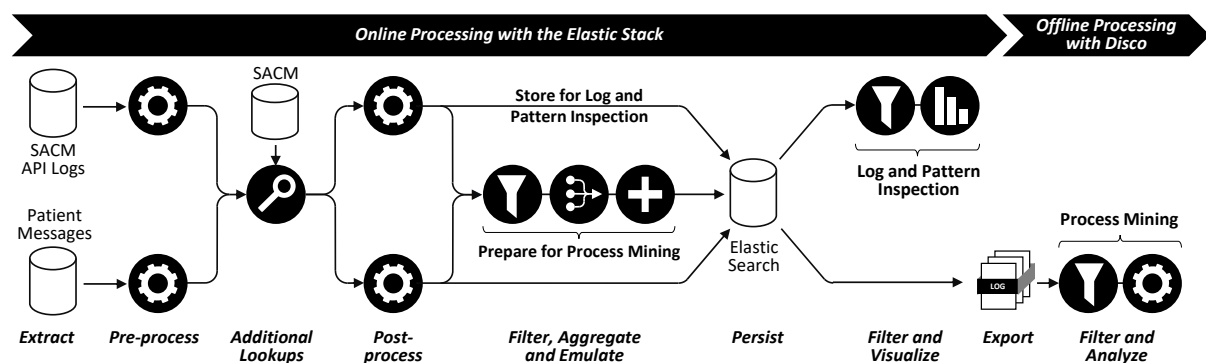 Online Processing with the Elastic Stack
Offline Processing
with Disco
SACM
Store for Log and
Pattern Inspection
SACM
API Logs
Log and Pattern
Inspection
Patient
Messages
Prepare for Process Mining
Elastic
Search
Process Mining
LOG
Extract
Pre-process
Additional
Lookups
Post-
process
Filter, Aggregate
and Emulate
Persist
Filter and
Visualize
Export
Filter and
Analyze